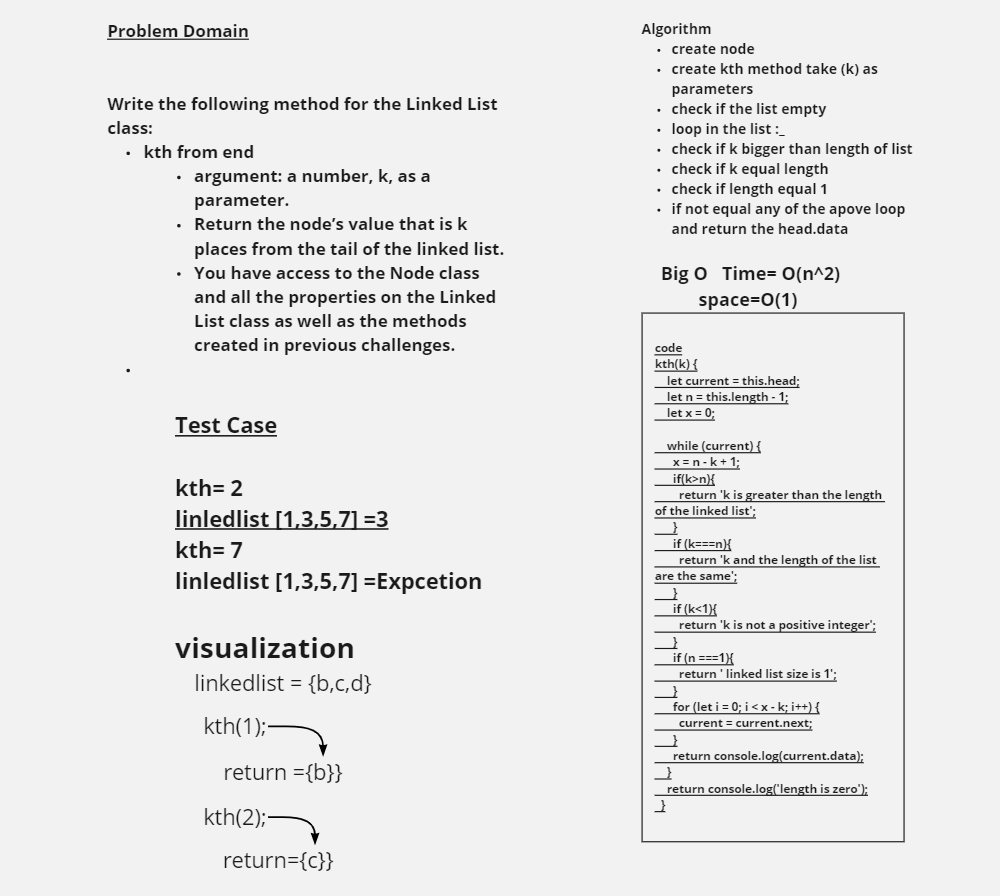 Problem Domain
Write the following method for the Linked List
class:
• kth from end
• argument: a number, k, as a
parameter.
• Return the node’s value that is k
places from the tail of the linked list.
• You have access to the Node class
and all the properties on the Linked
List class as well as the methods
created in previous challenges.
•
Test Case
kth= 2
linledlist [1,3,5,7] =3
kth= 7
linledlist [1,3,5,7] =Expcetion
visualization
linkedlist = {b,c,d}
kth(1);
return ={b}}
kth(2);
return={c}}
Algorithm
• create node
• create kth method take (k) as
parameters
• check if the list empty
• loop in the list :_
• check if k bigger than length of list
• check if k equal length
• check if length equal 1
• if not equal any of the apove loop
and return the head.data
Big O Time= O(n^2)
space=O(1)
code
kth(k) {
let current = this.head;
let n = this.length - 1;
let x = 0;
while (current) {
x = n - k + 1;
if(k>n){
return 'k is greater than the length
of the linked list';
}
if (k===n){
return 'k and the length of the list
are the same';
}
if (k<1){
return 'k is not a positive integer';
}
if (n ===1){
return ' linked list size is 1';
}
for (let i = 0; i < x - k; i++) {
current = current.next;
}
return console.log(current.data);
}
return console.log('length is zero');
}